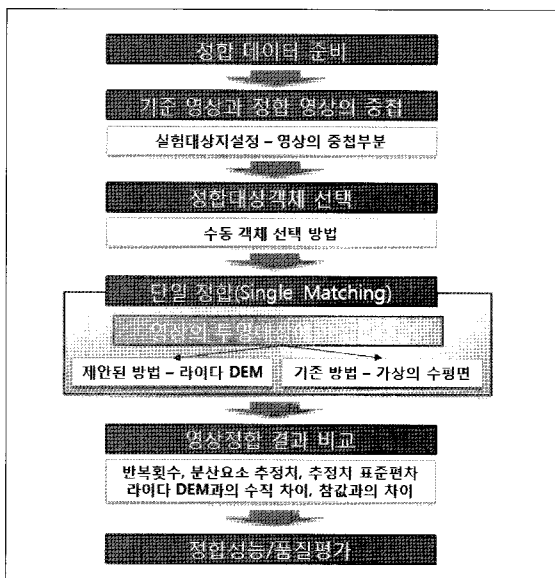 정합 데이터 준비
기준 영상과 정합 영상의 중첩
실험대상지설정 – 영상의 중첩부분
정합대상객체 선택
수동 객체 선택 방법
단일 정합(Single Matching)
영상의 투영
제안된 방법 – 라이다 DEM
기존 방법 – 가상의 수평면
영상정합 결과 비교
반복횟수, 분산요소 추정치, 추정치 표준편차
라이다 DEM과의 수직 차이, 참값과의 차이
정합성능/품질평가